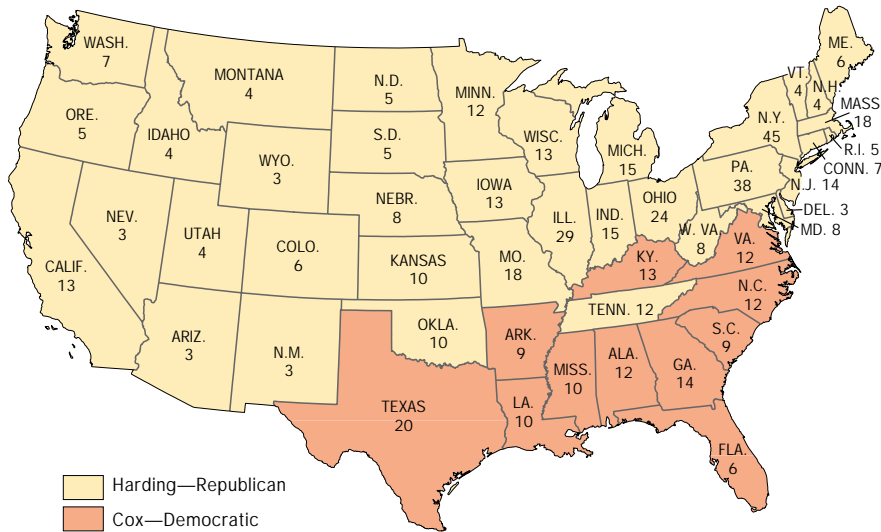 WASH.
7
ORE.
5
CALIF.
13
NEV.
3
IDAHO
4
MONTANA
4
WYO.
3
UTAH
4
COLO.
6
ARIZ.
3
N.M.
3
N.D.
5
S.D.
5
NEBR.
8
KANSAS
10
OKLA.
10
TEXAS
20
MINN.
12
IOWA
13
MO.
18
ARK.
9
LA.
10
WISC.
13
ILL.
29
MICH.
15
IND.
15
OHIO
24
KY.
13
TENN. 12
MISS.
10
ALA.
12
GA.
14
FLA.
6
S.C.
9
N.C.
12
VA.
12
W. VA.
8
PA.
38
N.Y.
45
VT.
4
N.H.
4
ME.
6
MASS
18
R.I. 5
CONN. 7
N.J. 14
DEL. 3
MD. 8
Harding—Republican
Cox—Democratic